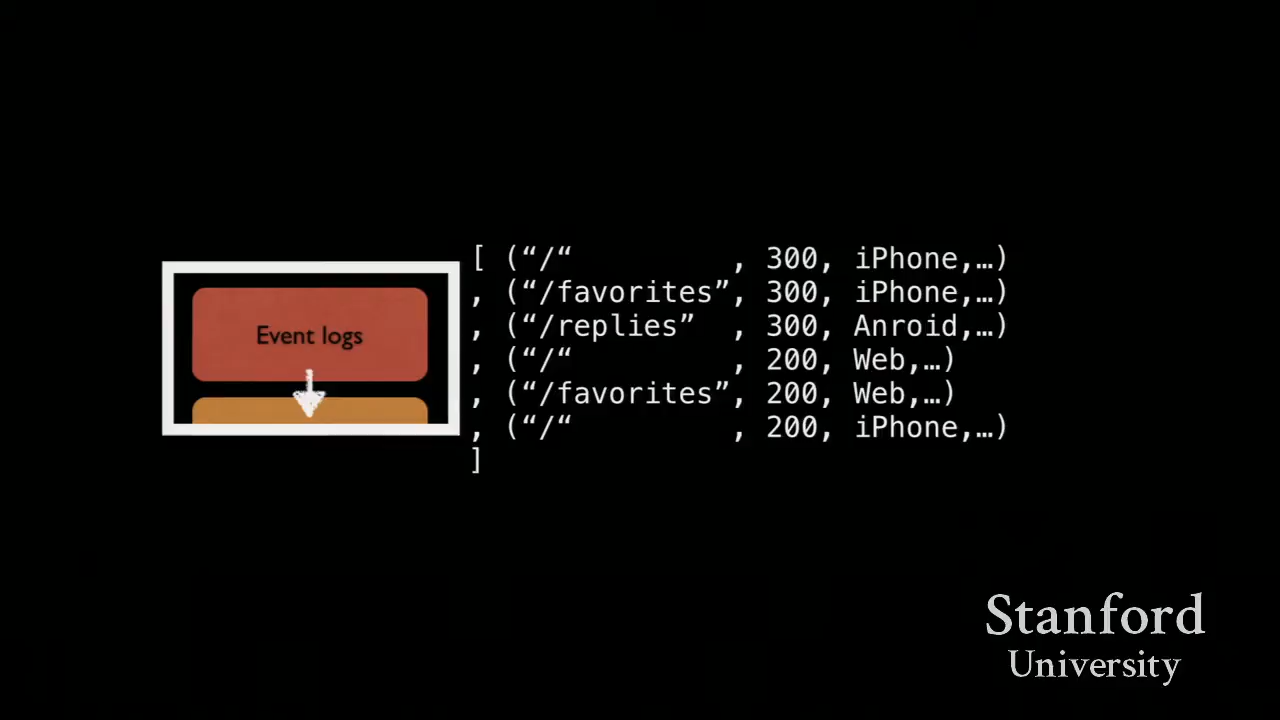 Event logs
[ (“/“ , 300, iPhone,…)
, (“/favorites”, 300, iPhone,…)
, (“/replies” , 300, Anroid,…)
, (“/“ , 200, Web,…)
, (“/favorites”, 200, Web,…)
, (“/“ , 200, iPhone,…)
]
Stanford
University